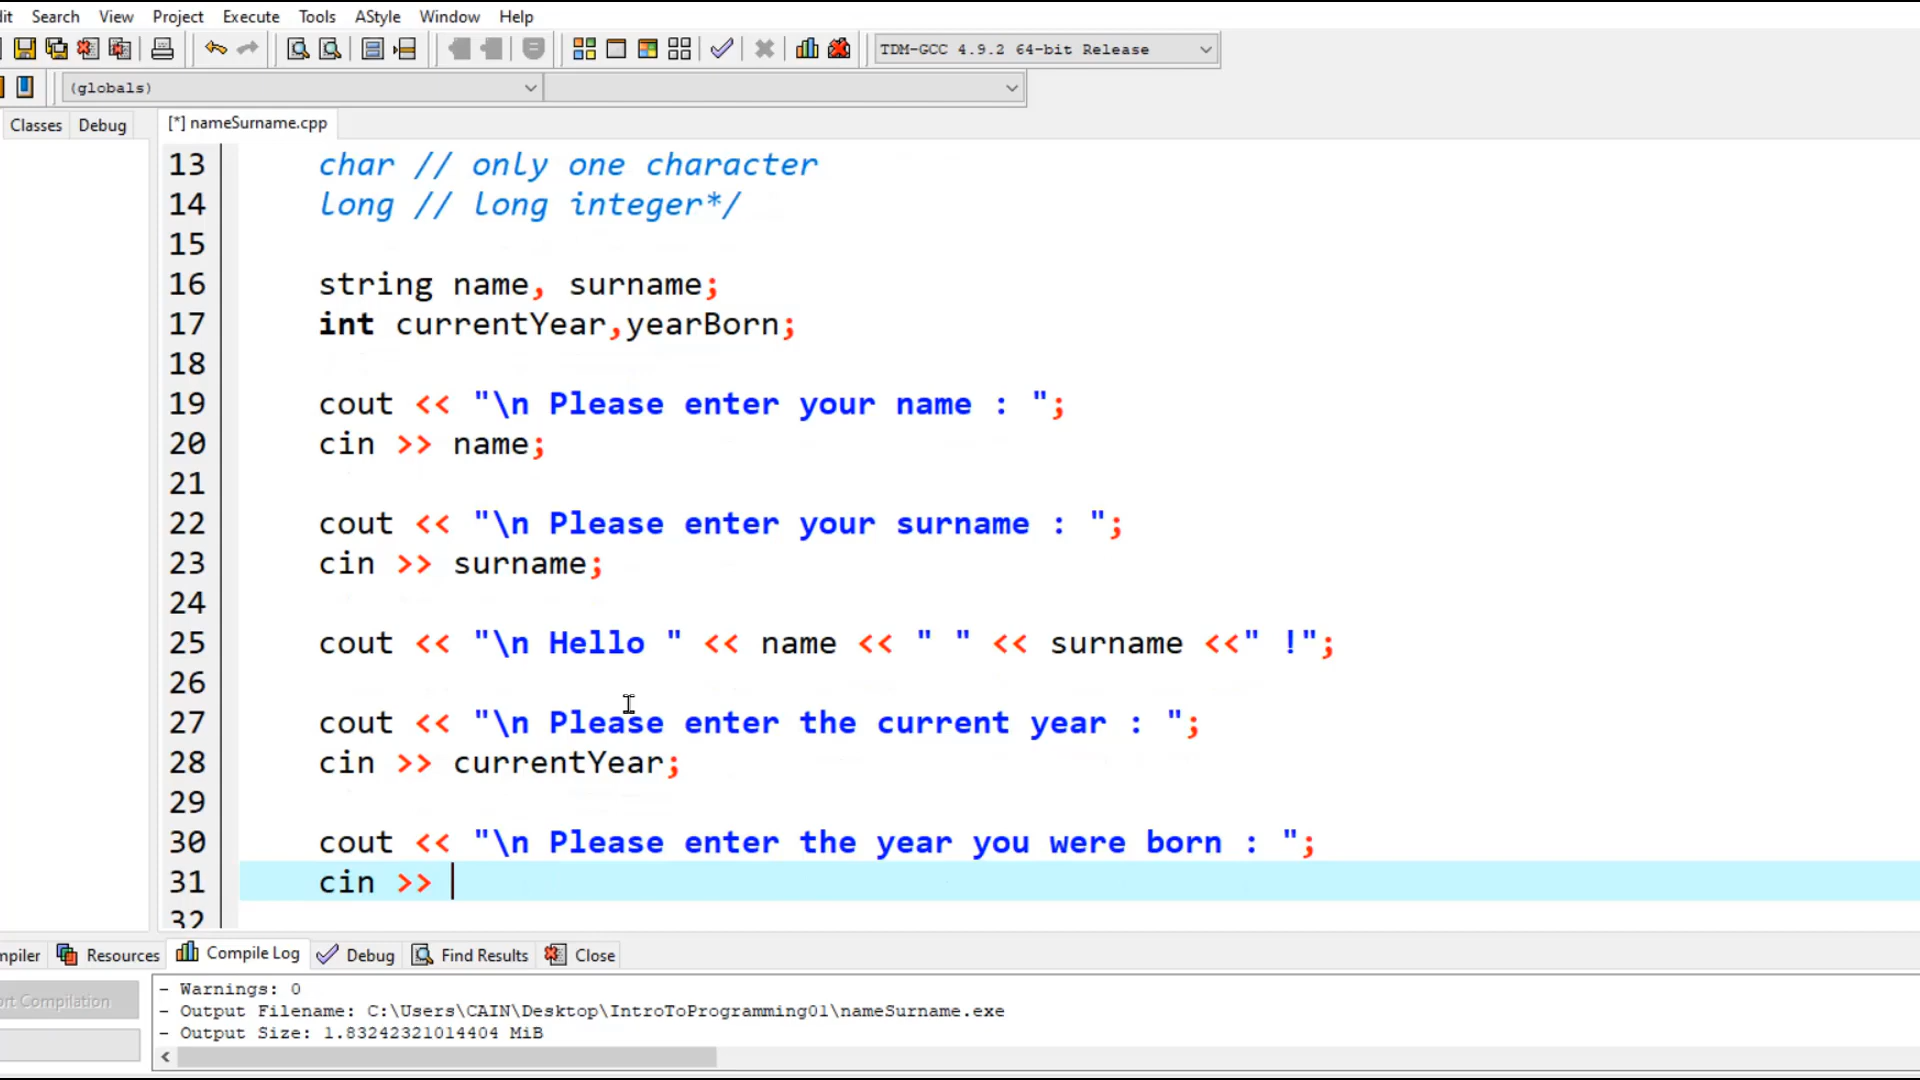 it Search View Project Execute Tools AStyle Window Help
TDM-GCC 4.9.2 64-bit Release
(globals)
Classes Debug [*] nameSurname.cpp
13 char // only one character
14 long // long integer*/
15
16 string name, surname;
17 int currentYear,yearBorn;
18
19 cout << "\n Please enter your name : ";
20 cin >> name;
21
22 cout << "\n Please enter your surname : ";
23 cin >> surname;
24
25 cout << "\n Hello " << name << " " << surname <<" !";
26
27 cout << "\n Please enter the current year : ";
28 cin >> currentYear;
29
30 cout << "\n Please enter the year you were born : ";
31 cin >>
32
mpiler Resources Compile Log Debug Find Results Close
ort Compilation
- Warnings: 0
- Output Filename: C:\Users\CAIN\Desktop\IntroToProgramming01\nameSurname.exe
- Output Size: 1.83242321014404 MiB